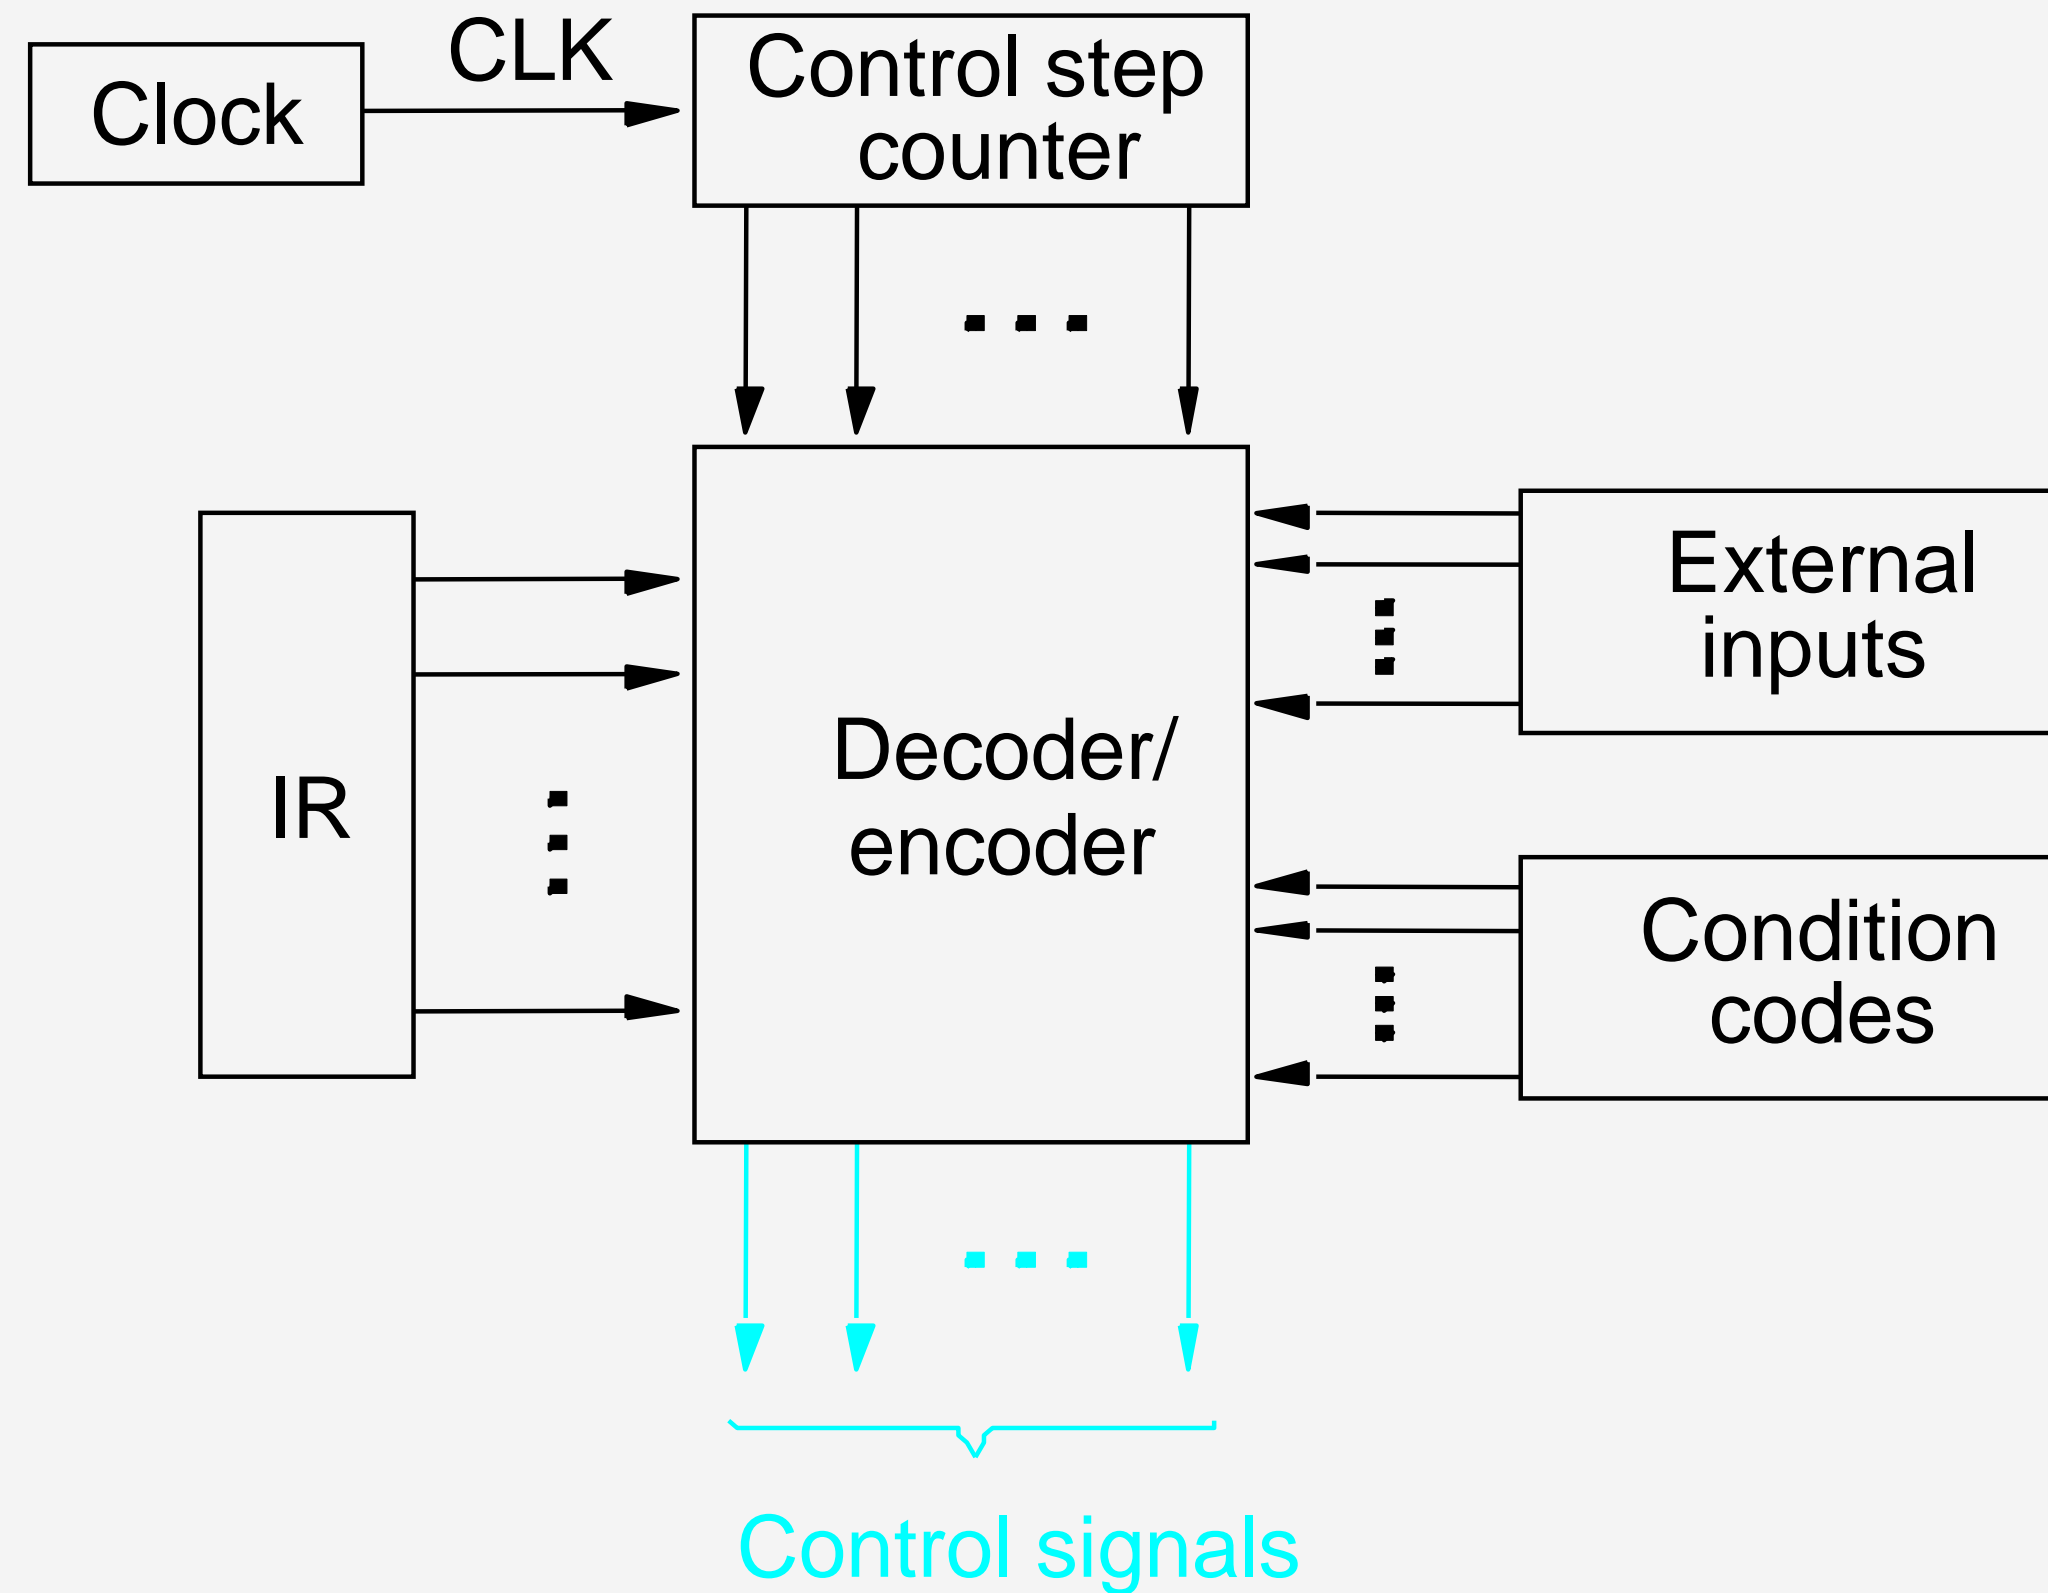 Clock
CLK
Control step
counter
IR
Decoder/
encoder
External
inputs
Condition
codes
Control signals